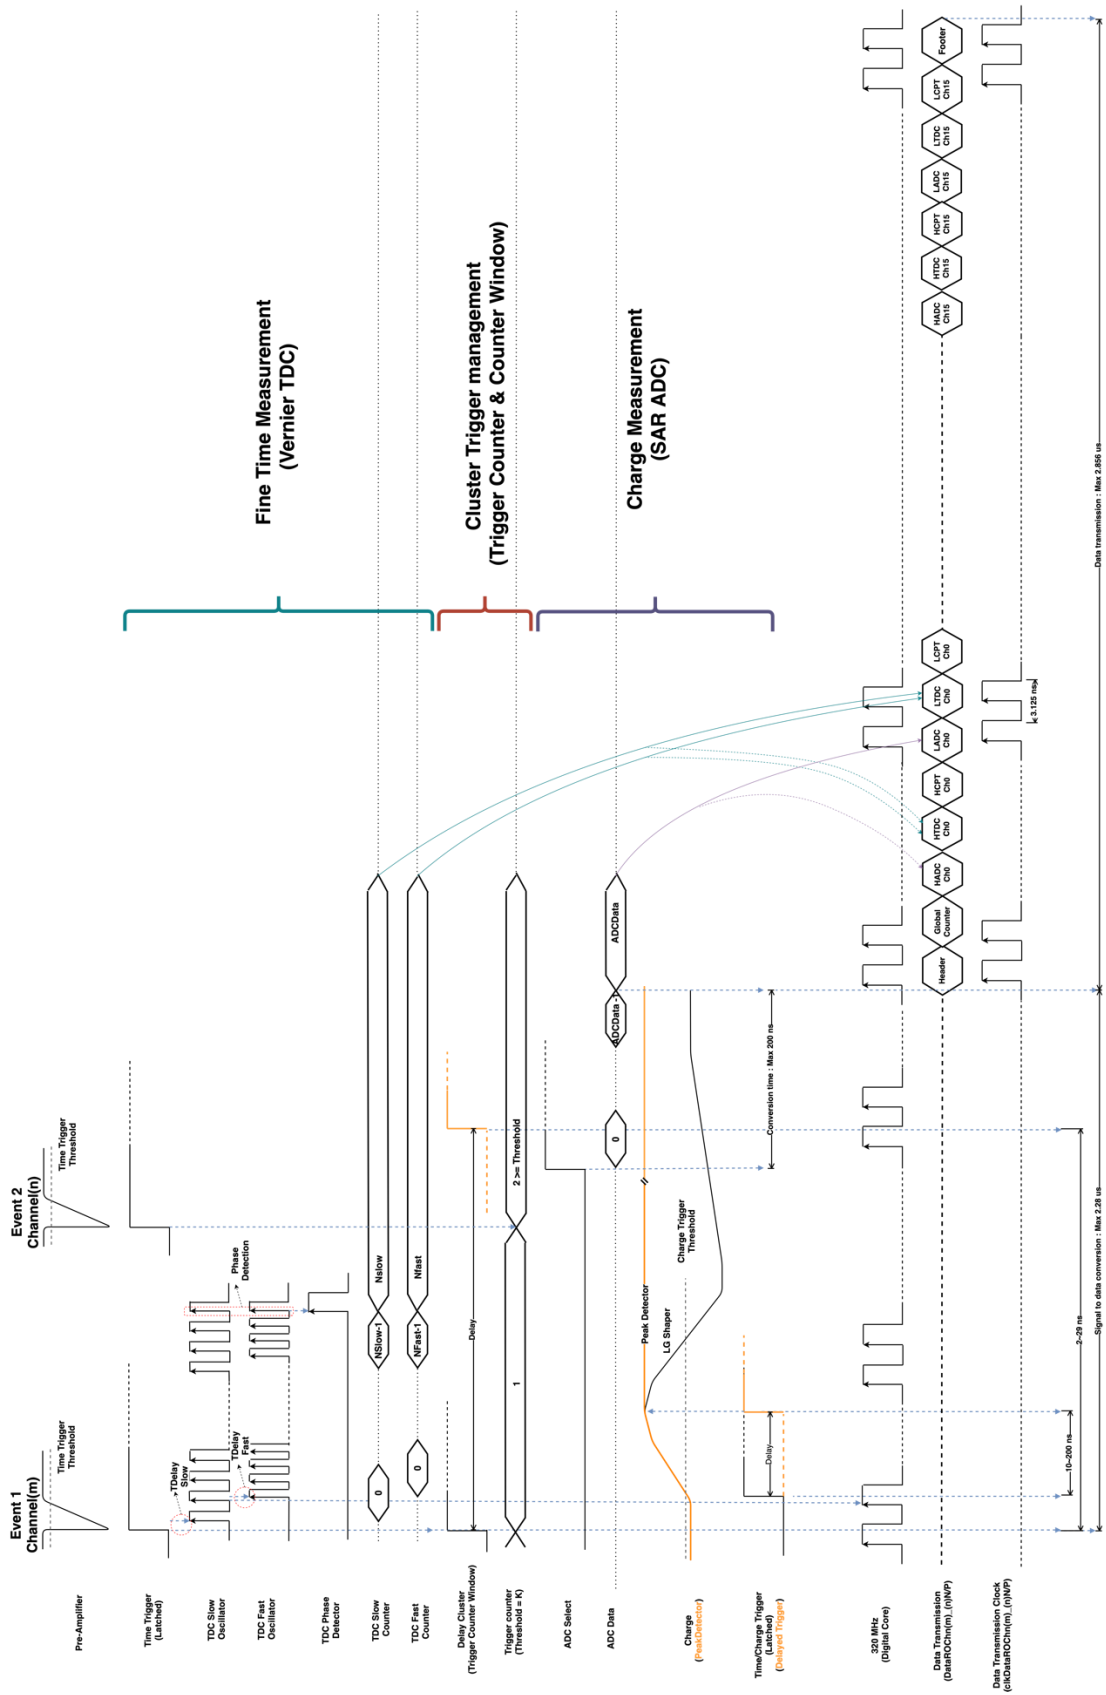 Event 1
Channel(m)
Event 2
Channel(n)
Pre-Amplifier
Time Trigger
Threshold
Time Trigger
Threshold
Time Trigger
(Latched)
TDelay
Slow
TDC Slow
Oscillator
Phase
Detection
TDelay
Fast
TDC Fast
Oscillator
TDC Phase
Detector
Fine Time Measurement
(Vernier TDC)
TDC Slow
Counter
0
NSlow-1
Nslow
TDC Fast
Counter
0
NFast-1
Nfast
Delay Cluster
(Trigger Counter Window)
Delay
Trigger counter
(Threshold = K)
1
2 >= Threshold
Cluster Trigger management
(Trigger Counter & Counter Window)
ADC Select
ADC Data
0
ADCData -1
ADCData
Charge Measurement
(SAR ADC)
Peak Detector
LG Shaper
Charge Trigger
Threshold
Charge
(PeakDetector)
Time/Charge Trigger
(Latched)
(Delayed Trigger)
Delay
Conversion time : Max 200 ns
320 MHz
(Digital Core)
Data Transmission
(DataROChn(m)_(n)N/P)
Header
Global
Counter
HADC
Ch0
HTDC
Ch0
HCPT
Ch0
LADC
Ch0
LTDC
Ch0
LCPT
Ch0
HADC
Ch15
HTDC
Ch15
HCPT
Ch15
LADC
Ch15
LTDC
Ch15
LCPT
Ch15
Footer
Data Transmission Clock
(clkDataROChn(m)_(n)N/P)
3.125 ns
10~200 ns
2~29 ns
Signal to data conversion : Max 2.28 us
Data transmission : Max 2.856 us